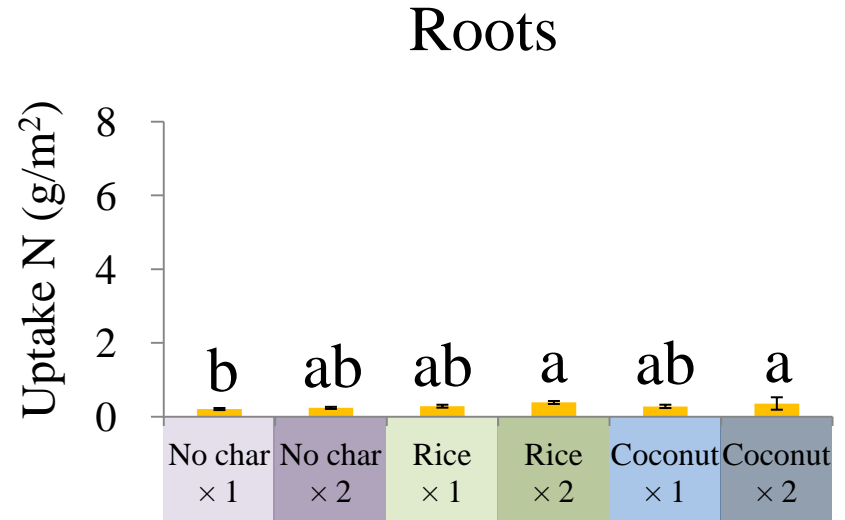 Roots
Uptake N (g/m²)
8
6
4
2
0
b ab ab a ab a
No char No char Rice Rice Coconut Coconut
× 1 × 2 × 1 × 2 × 1 × 2